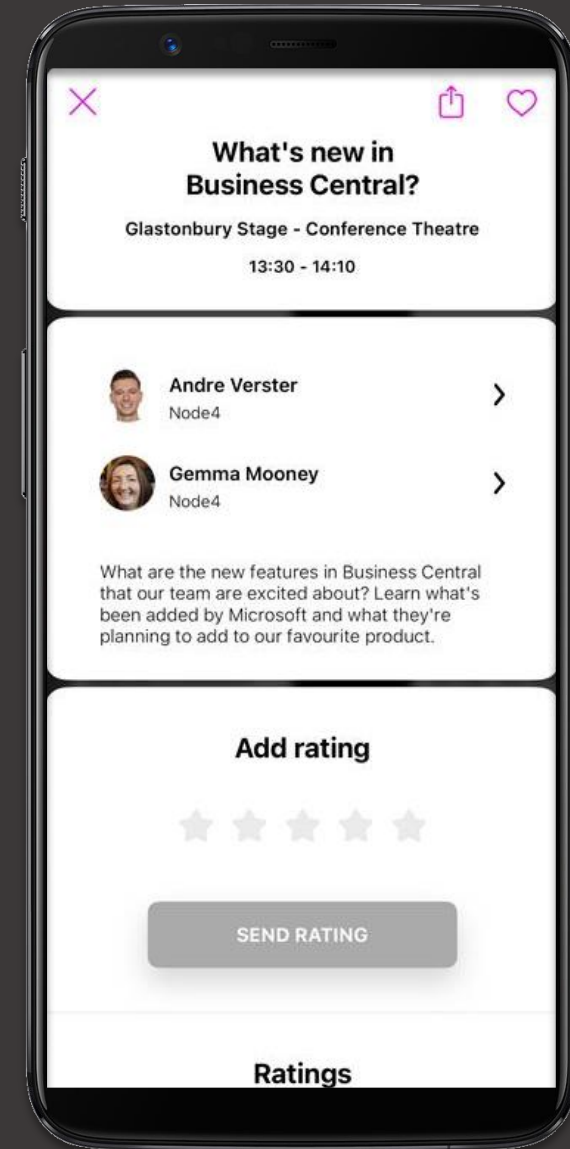 What's new in
Business Central?
Glastonbury Stage - Conference Theatre
13:30 - 14:10
Andre Verster
Node4
Gemma Mooney
Node4
What are the new features in Business Central
that our team are excited about? Learn what's
been added by Microsoft and what they're
planning to add to our favourite product.
Add rating
SEND RATING
Ratings